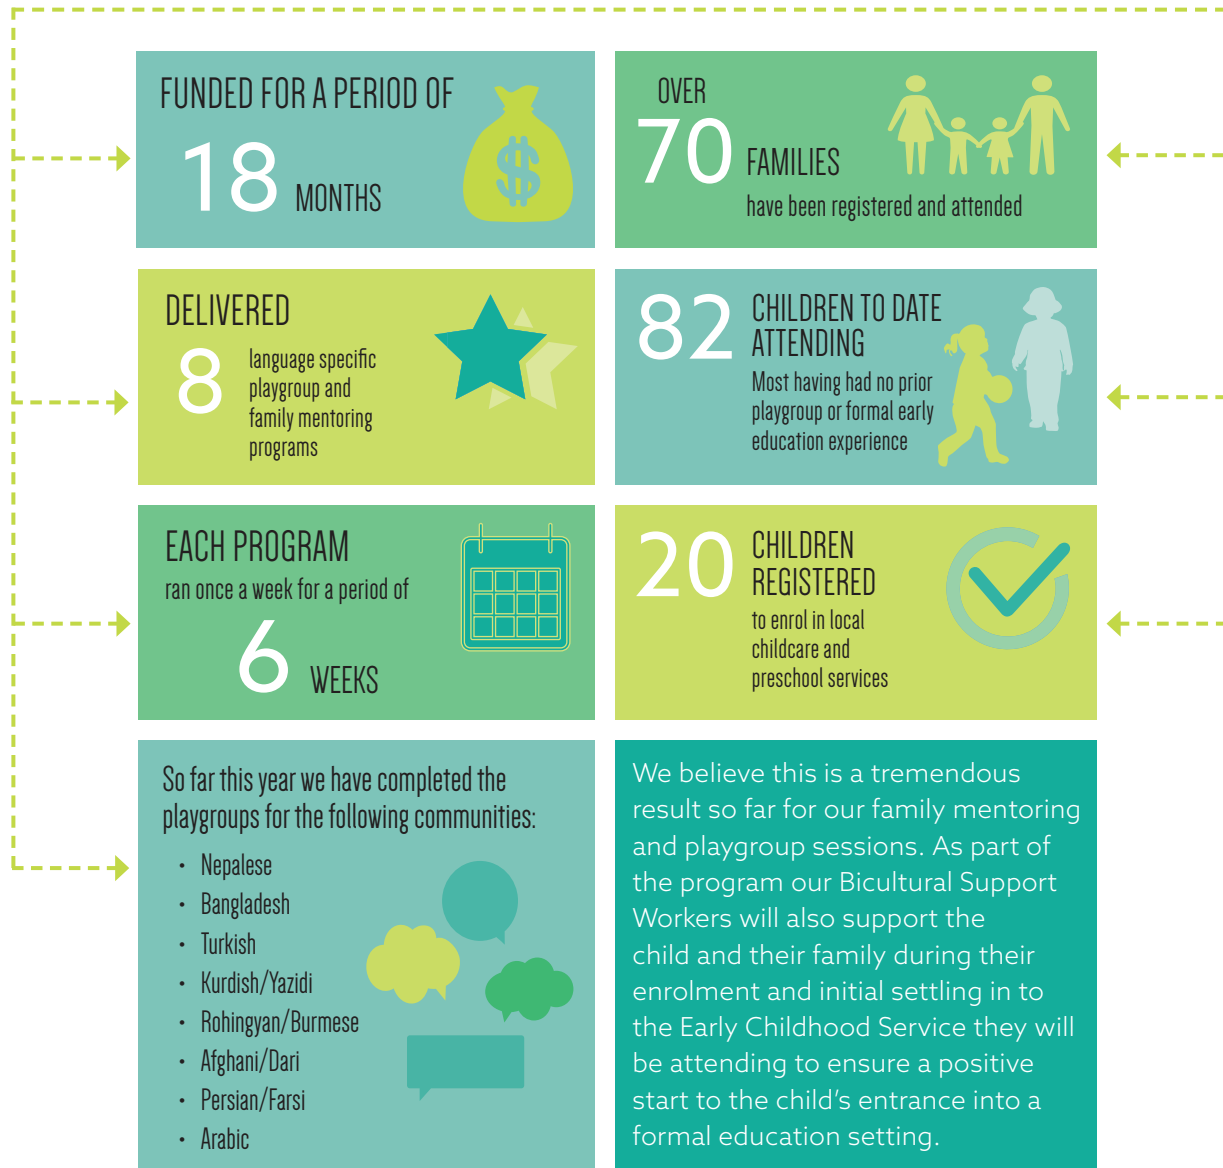 FUNDED FOR A PERIOD OF
18 MONTHS
$
OVER
70 FAMILIES
have been registered and attended
DELIVERED
8 language specific
playgroup and
family mentoring
programs
82 CHILDREN TO DATE
ATTENDING
Most having had no prior
playgroup or formal early
education experience
EACH PROGRAM
ran once a week for a period of
6 WEEKS
20 CHILDREN
REGISTERED
to enrol in local
childcare and
preschool services
So far this year we have completed the
playgroups for the following communities:
• Nepalese
• Bangladesh
• Turkish
• Kurdish/Yazidi
• Rohingyan/Burmese
• Afghani/Dari
• Persian/Farsi
• Arabic
We believe this is a tremendous
result so far for our family mentoring
and playgroup sessions. As part of
the program our Bicultural Support
Workers will also support the
child and their family during their
enrolment and initial settling in to
the Early Childhood Service they will
be attending to ensure a positive
start to the child's entrance into a
formal education setting.